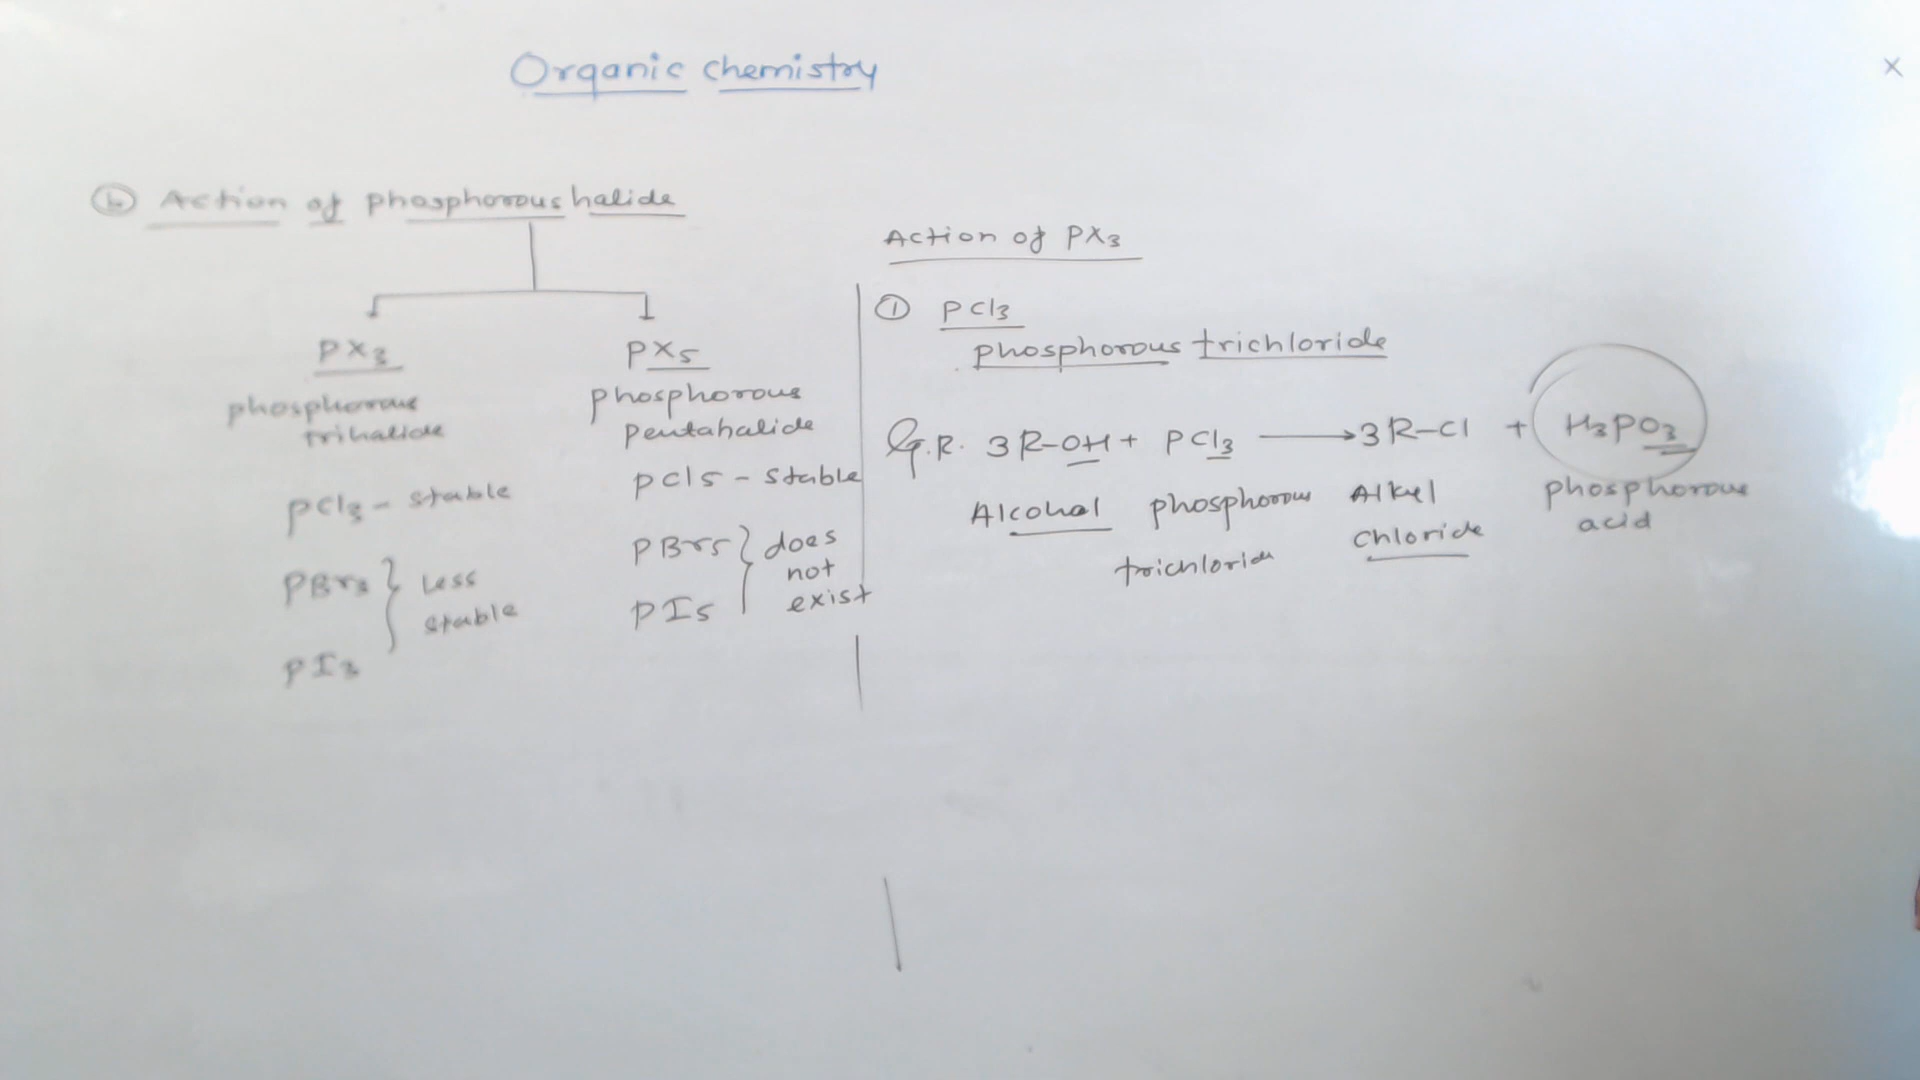 Organic chemistry
×
b Action of phosphorous halide
PX3
phosphorous
trihalide
PCl3 - stable
PBr3 } Less
stable
PI3
PX5
phosphorous
pentahalide
PCl5 - stable
PBr5 } does
not
exist
PI5
Action of PX3
① PCl3
phosphorous trichloride
G.R. 3R-OH + PCl3 → 3R-Cl + H3PO3
Alcohol phosphorous Alkyl phosphorous
trichloride chloride acid